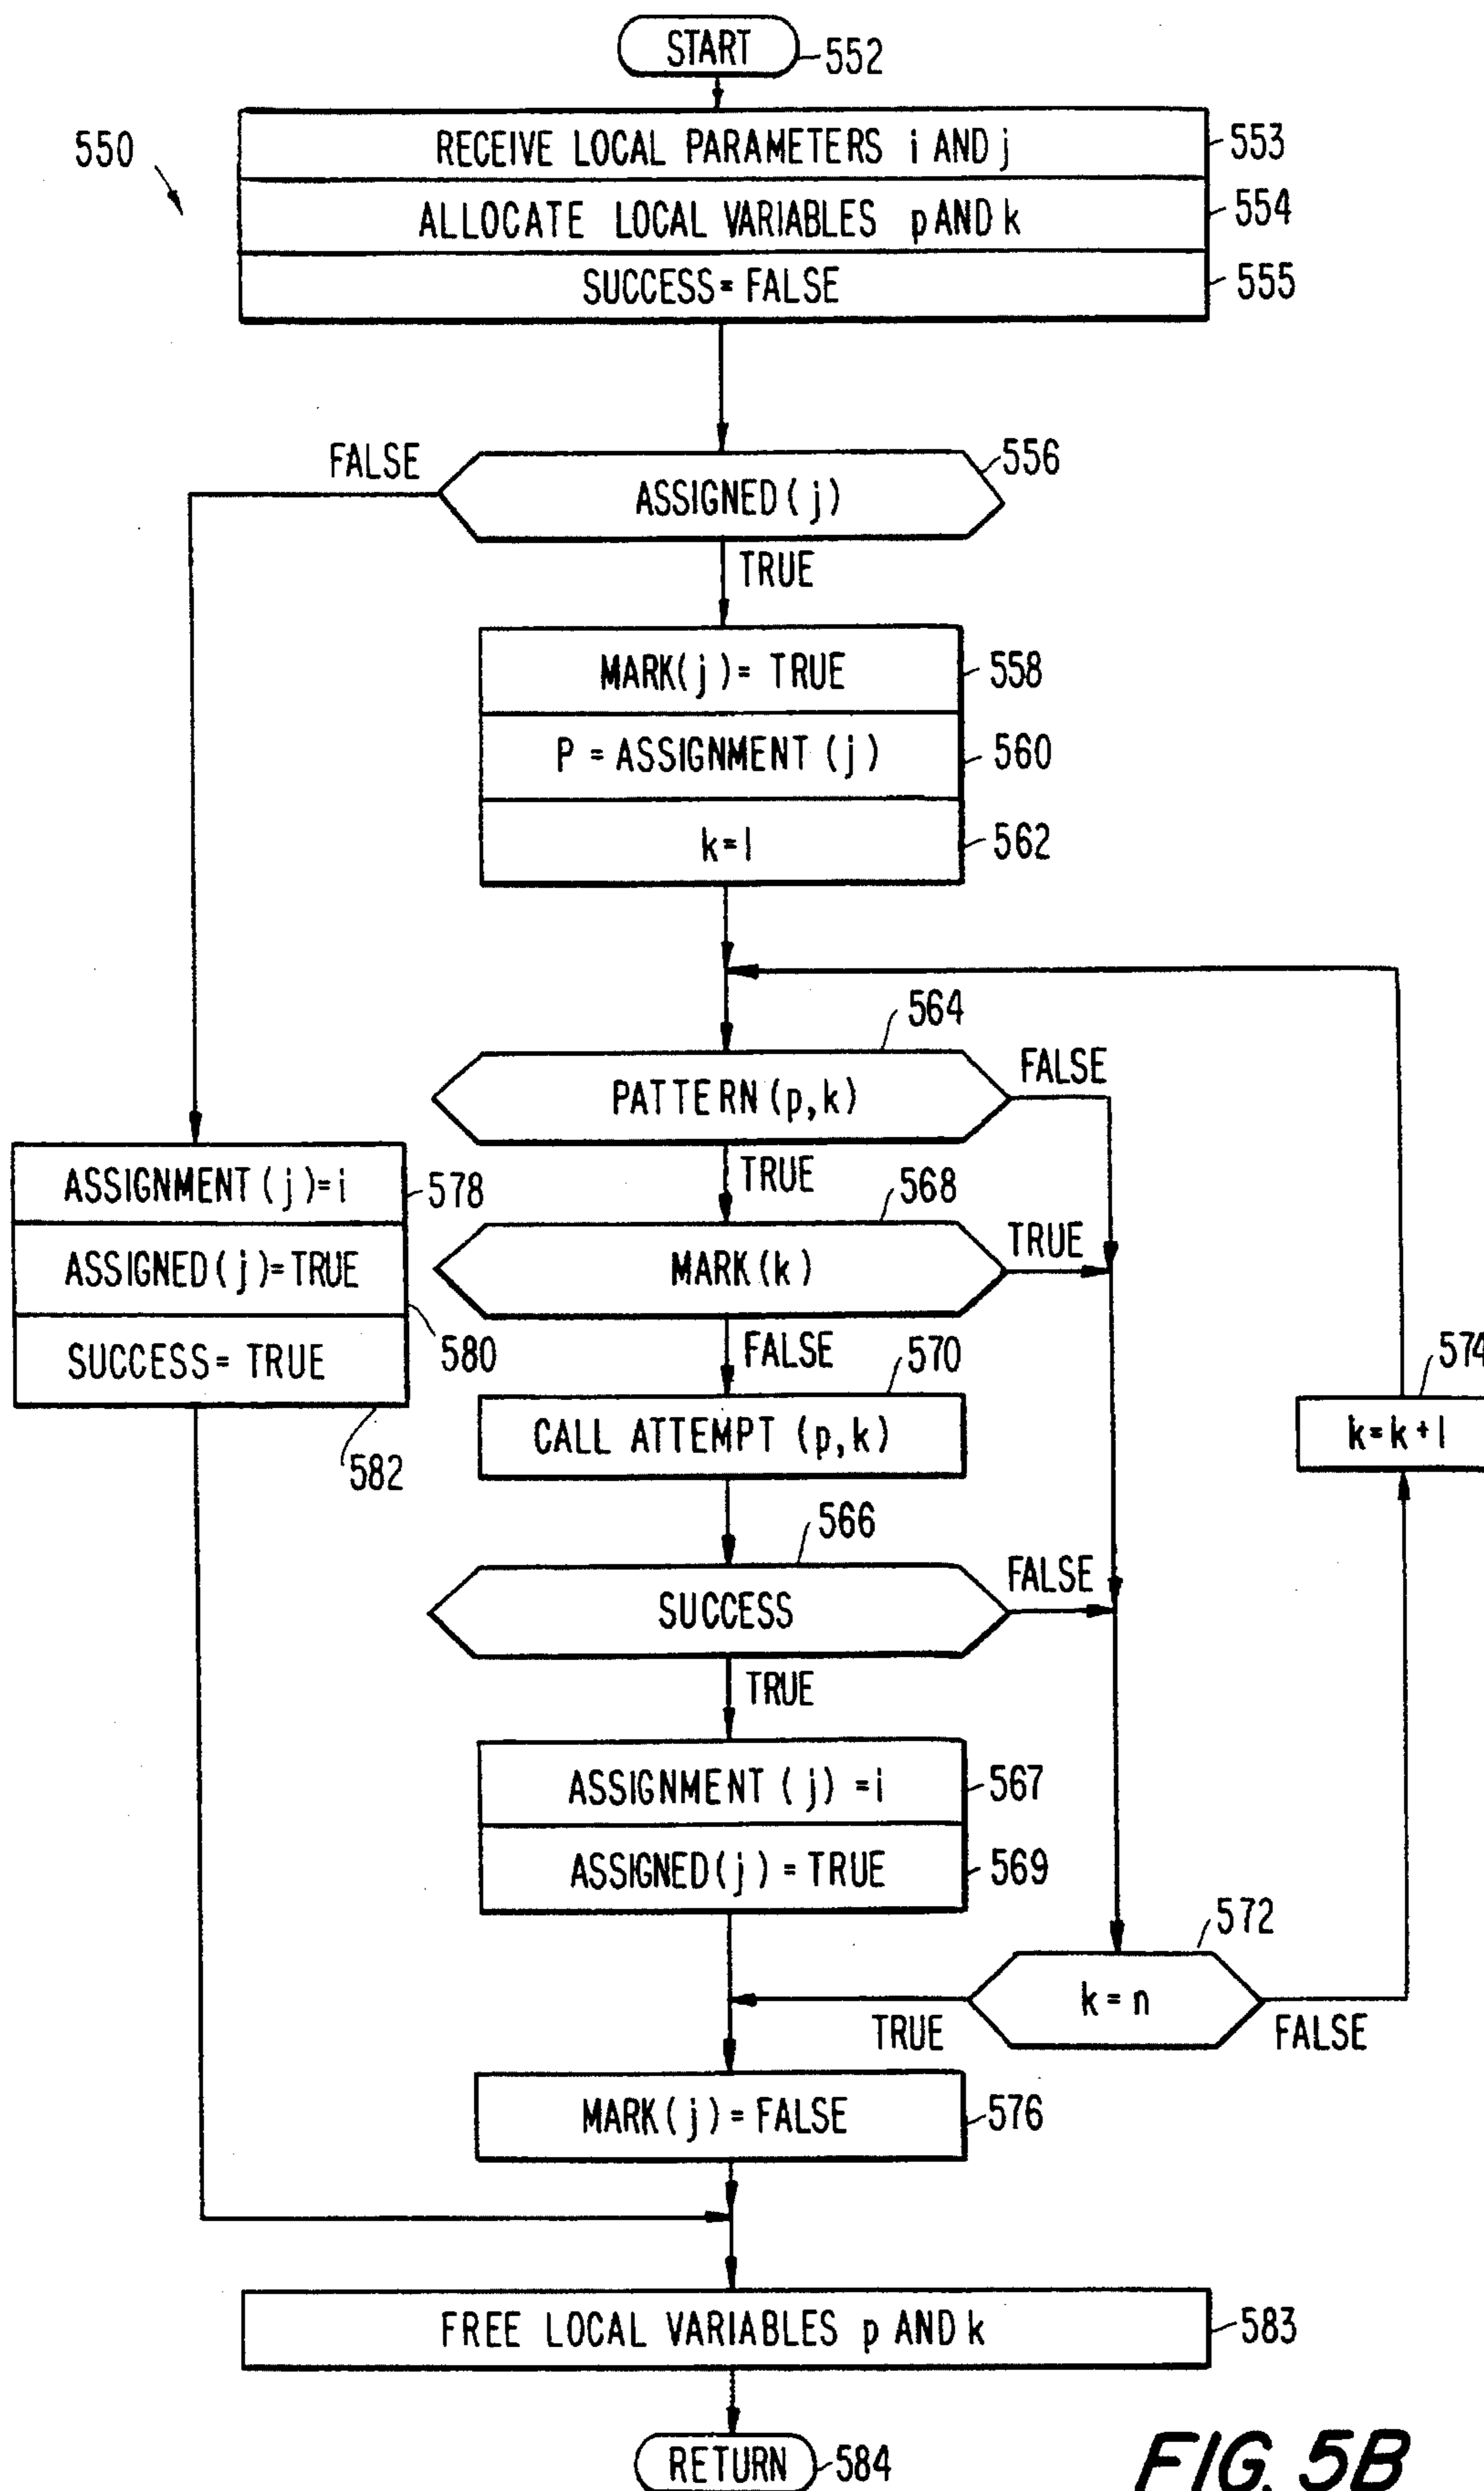 START 552
550
RECEIVE LOCAL PARAMETERS i AND j 553
ALLOCATE LOCAL VARIABLES p AND k 554
SUCCESS = FALSE 555
FALSE
ASSIGNED (j) 556
TRUE
MARK(j) = TRUE 558
P = ASSIGNMENT (j) 560
k=1 562
564
PATTERN (p,k) FALSE
TRUE
568
ASSIGNMENT (j)=i 578
MARK (k) TRUE
ASSIGNED (j)=TRUE 580
FALSE
570
574
SUCCESS = TRUE 582
CALL ATTEMPT (p,k)
k=k+1
566
SUCCESS FALSE
TRUE
ASSIGNMENT (j) =i 567
ASSIGNED(j) = TRUE 569
572
k = n
TRUE
FALSE
MARK (j) = FALSE 576
FREE LOCAL VARIABLES p AND k 583
RETURN 584
FIG. 5B